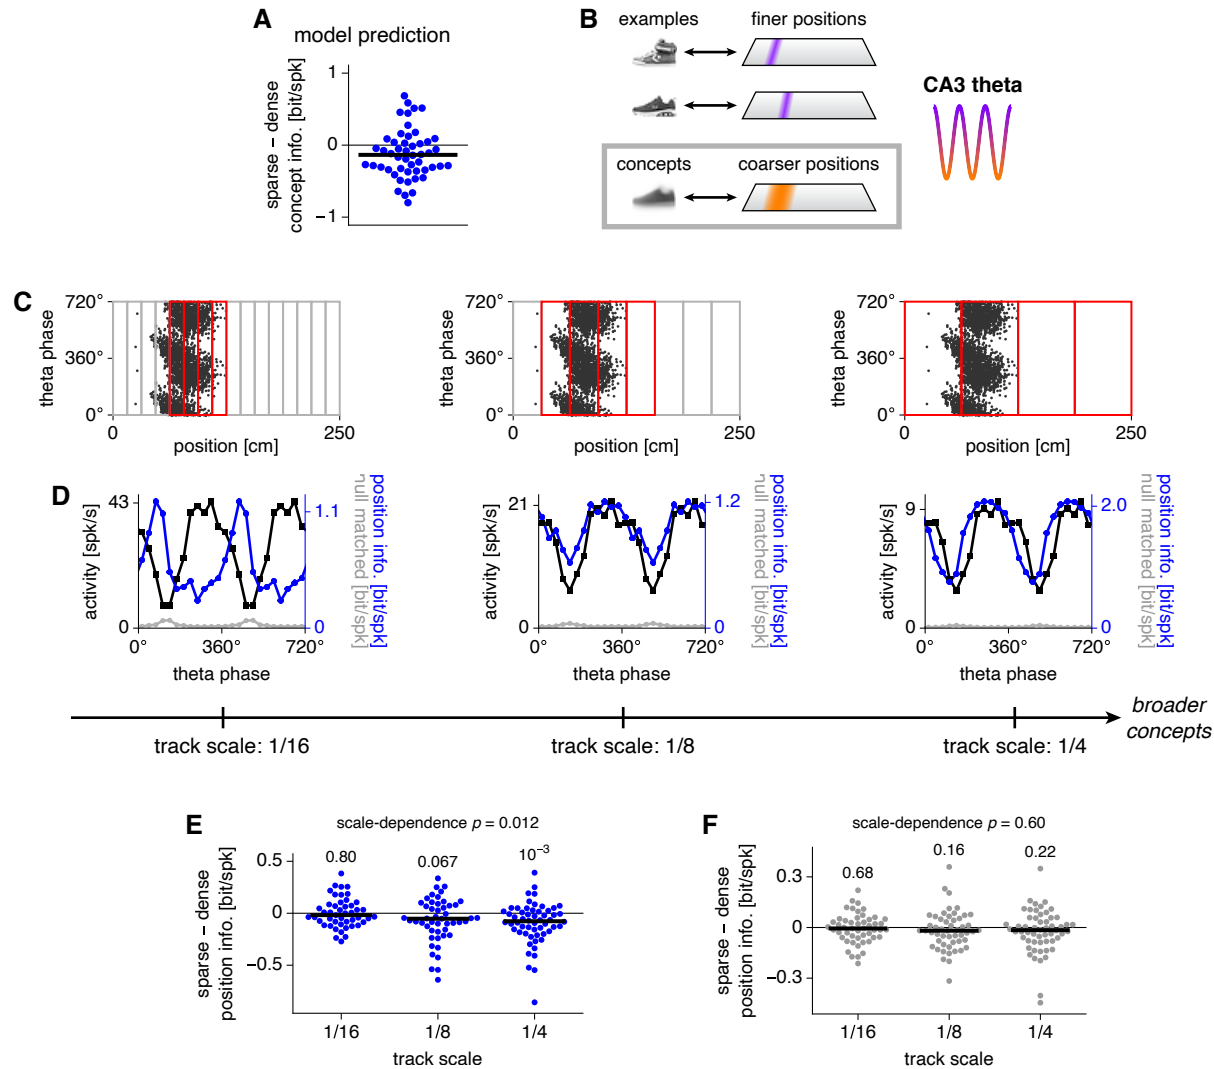 A
model prediction
sparse – dense
concept info. [bit/spk]
1
0
−1
B
examples
finer positions
concepts
coarser positions
CA3 theta
C
theta phase
720°
360°
0°
0
250
position [cm]
theta phase
720°
360°
0°
0
250
position [cm]
theta phase
720°
360°
0°
0
250
position [cm]
D
activity [spk/s]
43
0
1.1
0
position info. [bit/spk]
null matched [bit/spk]
0°
360°
720°
theta phase
activity [spk/s]
21
0
1.2
0
position info. [bit/spk]
null matched [bit/spk]
0°
360°
720°
theta phase
activity [spk/s]
9
0
2.0
0
position info. [bit/spk]
null matched [bit/spk]
0°
360°
720°
theta phase
broader
concepts
track scale: 1/16
track scale: 1/8
track scale: 1/4
E
scale-dependence p = 0.012
sparse – dense
position info. [bit/spk]
0.5
0
−0.5
0.80
0.067
10⁻³
1/16
1/8
1/4
track scale
F
scale-dependence p = 0.60
sparse – dense
position info. [bit/spk]
0.3
0
−0.3
0.68
0.16
0.22
1/16
1/8
1/4
track scale